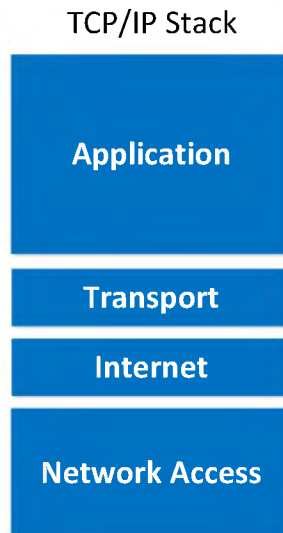 TCP/IP Stack
Application
Transport
Internet
Network Access